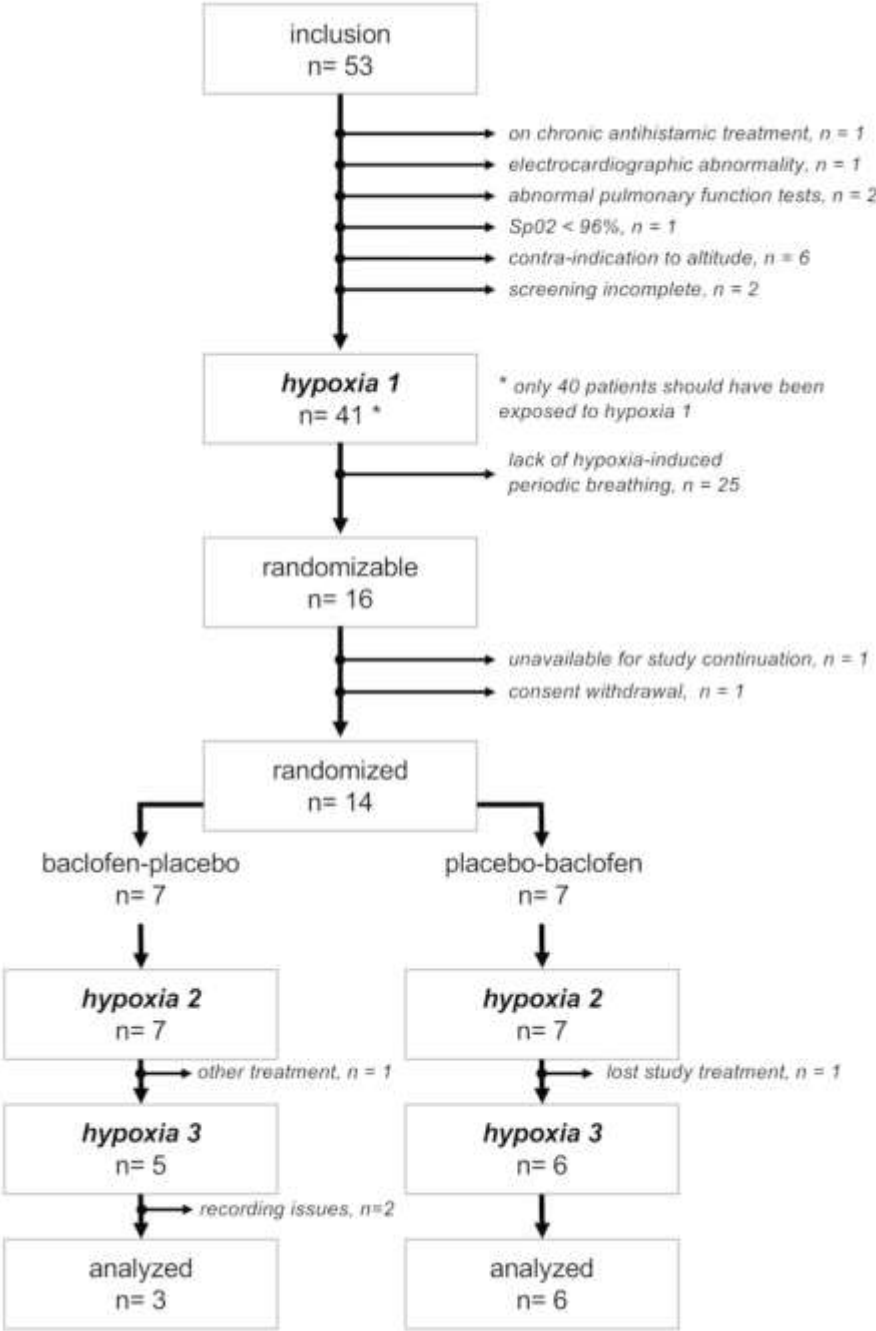 inclusion
n= 53
on chronic antihistamic treatment, n = 1
electrocardiographic abnormality, n = 1
abnormal pulmonary function tests, n = 2
Sp02 < 96%, n = 1
contra-indication to altitude, n = 6
screening incomplete, n = 2
hypoxia 1
n= 41 *
* only 40 patients should have been
exposed to hypoxia 1
lack of hypoxia-induced
periodic breathing, n = 25
randomizable
n= 16
unavailable for study continuation, n = 1
consent withdrawal, n = 1
randomized
n= 14
baclofen-placebo
n= 7
placebo-baclofen
n= 7
hypoxia 2
n= 7
hypoxia 2
n= 7
other treatment, n = 1
lost study treatment, n = 1
hypoxia 3
n= 5
hypoxia 3
n= 6
recording issues, n=2
analyzed
n= 3
analyzed
n= 6